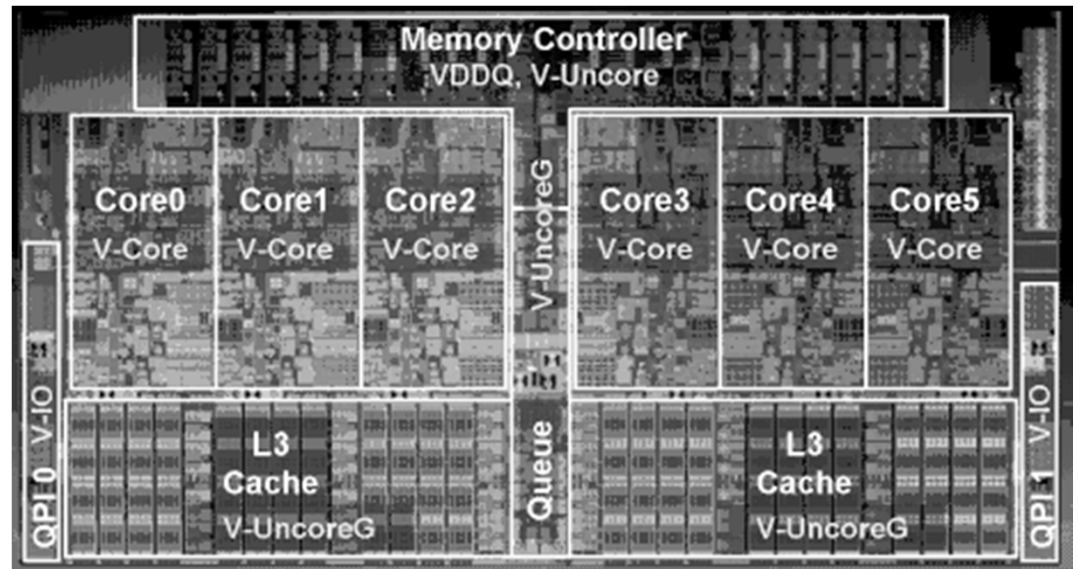 Memory Controller
VDDQ, V-Uncore
Core0
V-Core
Core1
V-Core
Core2
V-Core
V-UncoreG
Core3
V-Core
Core4
V-Core
Core5
V-Core
QPI 0 V-IO
L3
Cache
V-UncoreG
Queue
L3
Cache
V-UncoreG
QPI 1 V-IO